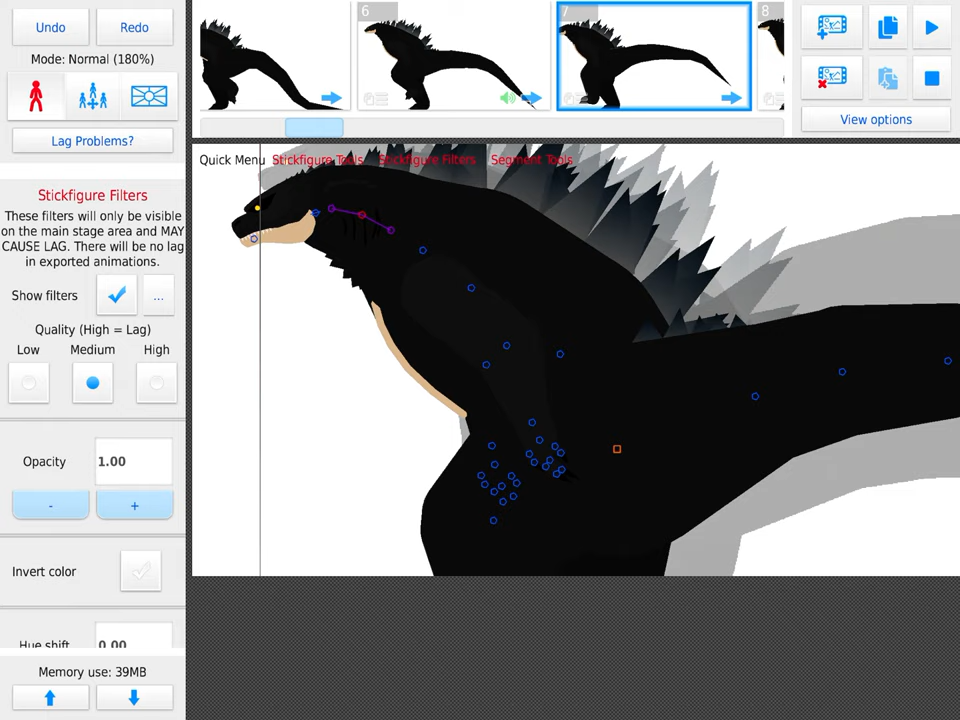 Undo
Redo
Mode: Normal (180%)
Lag Problems?
Stickfigure Filters
These filters will only be visible
on the main stage area and MAY
CAUSE LAG. There will be no lag
in exported animations.
Show filters
...
Quality (High = Lag)
Low
Medium
High
Opacity
1.00
-
+
Invert color
Hue shift
0.00
Memory use: 39MB
6
7
8
View options
Quick Menu
Stickfigure Tools
Stickfigure Filters
Segment Tools